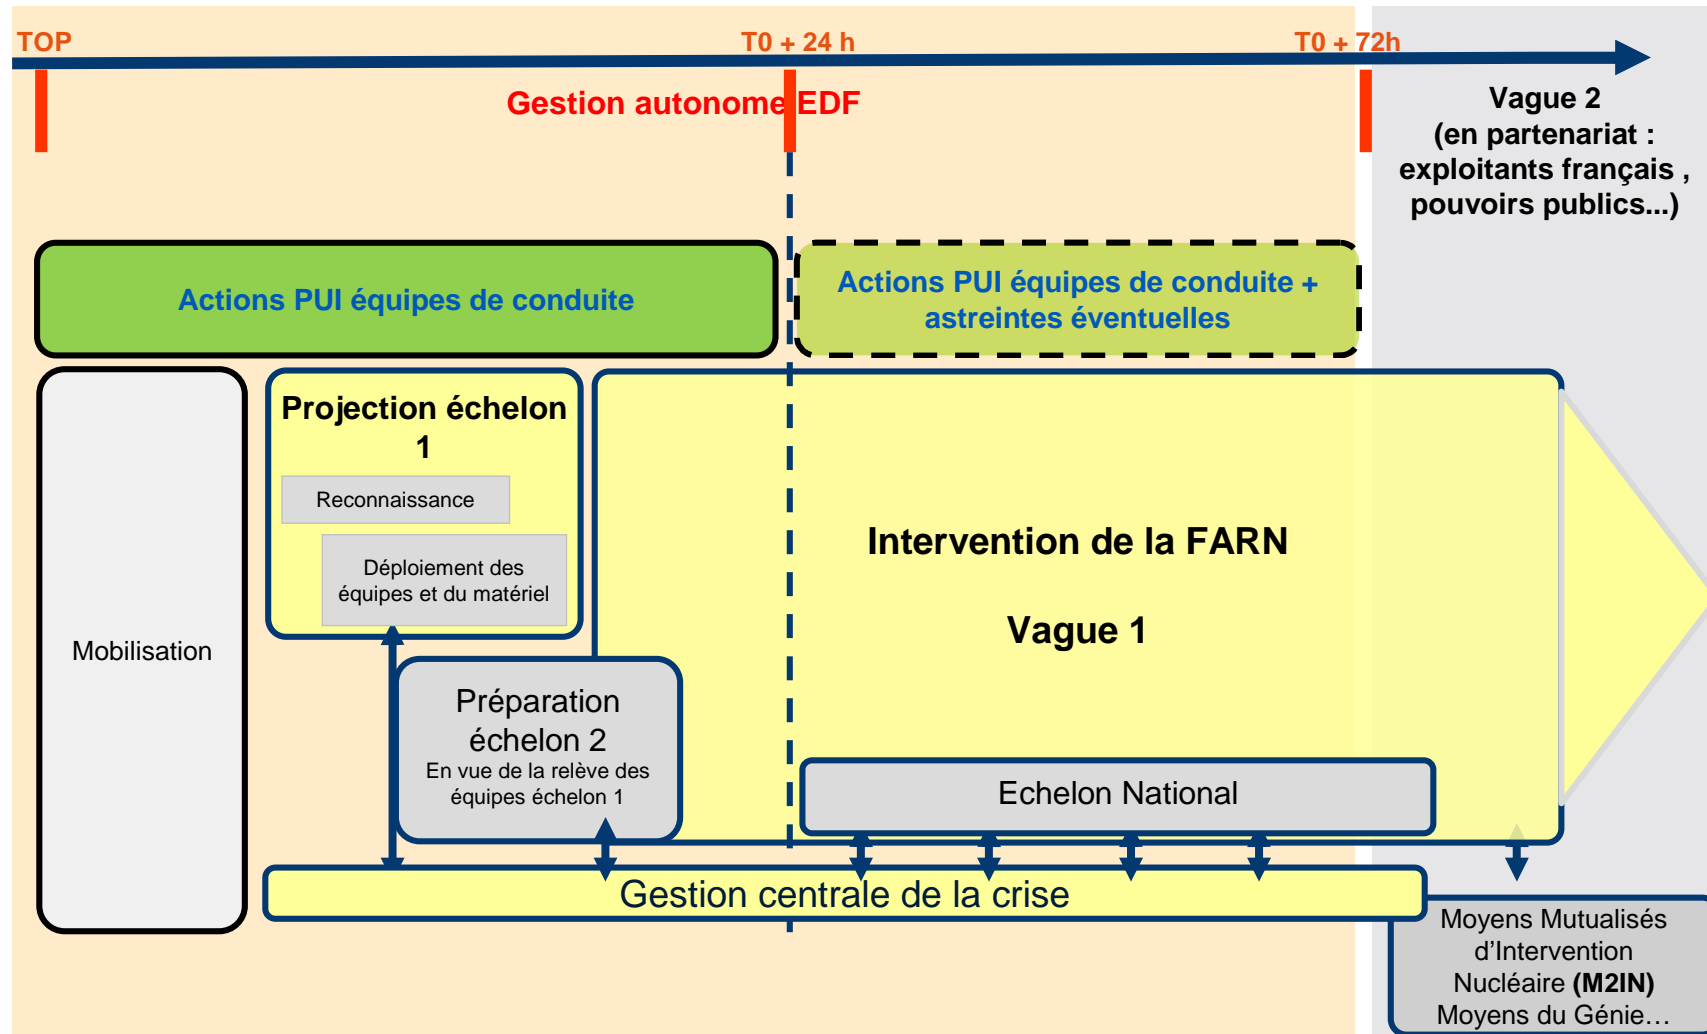 TOP
T0 + 24 h
T0 + 72h
Gestion autonome EDF
Vague 2
(en partenariat :
exploitants français ,
pouvoirs publics...)
Actions PUI équipes de conduite
Actions PUI équipes de conduite +
astreintes éventuelles
Mobilisation
Projection échelon
1
Reconnaissance
Déploiement des
équipes et du matériel
Intervention de la FARN
Vague 1
Préparation
échelon 2
En vue de la relève des
équipes échelon 1
Echelon National
Gestion centrale de la crise
Moyens Mutualisés
d’Intervention
Nucléaire (M2IN)
Moyens du Génie…